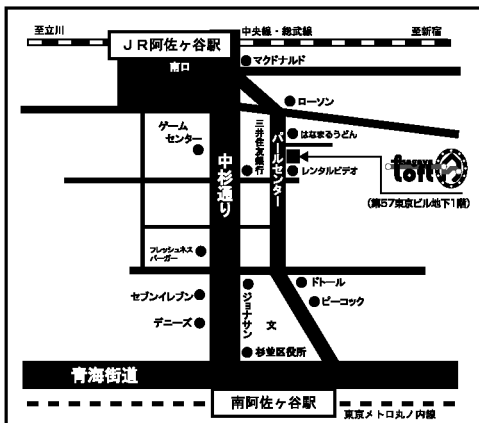 至立川
JR阿佐ヶ谷駅
中央線・総武線
至新宿
南口
マクドナルド
ローソン
ゲーム
センター
三井住友銀行
はなまるうどん
パールセンター
中杉通り
レンタルビデオ
asagaya
Loft
(第57東京ビル地下1階)
フレッシュネス
バーガー
セブンイレブン
デニーズ
ジョナサン
文
ドトール
ピーコック
杉並区役所
青海街道
南阿佐ヶ谷駅
東京メトロ丸ノ内線